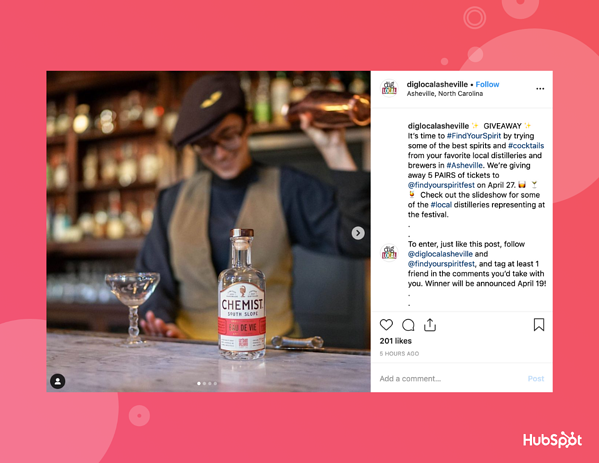 diglocalasheville • Follow
Asheville, North Carolina
diglocalasheville ✨ GIVEAWAY ✨
It's time to #FindYourSpirit by trying
some of the best spirits and #cocktails
from your favorite local distilleries and
brewers in #Asheville. We're giving
away 5 PAIRS of tickets to
@findyourspiritfest on April 27. 🍻 🍸
🍹 Check out the slideshow for some
of the #local distilleries representing at
the festival.
.
.
To enter, just like this post, follow
@diglocalasheville and
@findyourspiritfest, and tag at least 1
friend in the comments you'd take with
you. Winner will be announced April 19!
.
.
201 likes
5 HOURS AGO
Add a comment...
Post
CHEMIST
SPRTH SLOPE
DE VIE
HubSpot